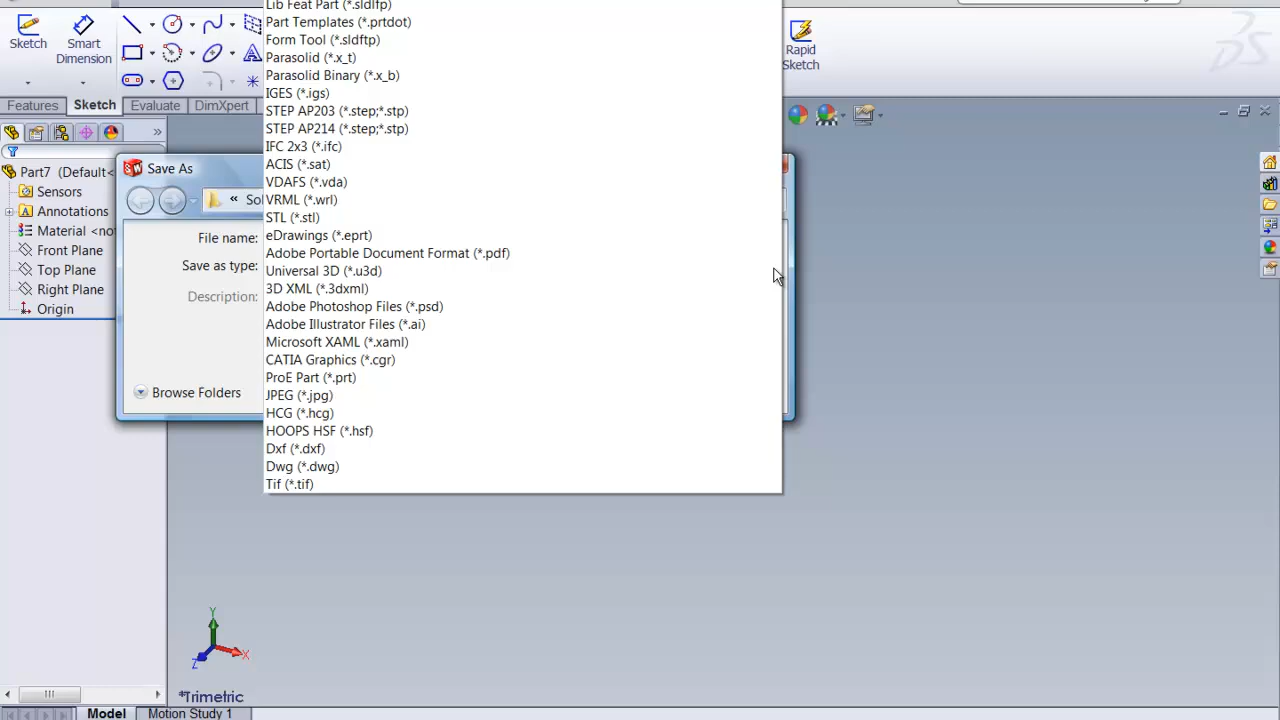 Lib Feat Part (*.sldlfp)
Part Templates (*.prtdot)
Form Tool (*.sldftp)
Parasolid (*.x_t)
Parasolid Binary (*.x_b)
IGES (*.igs)
STEP AP203 (*.step;*.stp)
STEP AP214 (*.step;*.stp)
IFC 2x3 (*.ifc)
ACIS (*.sat)
VDAFS (*.vda)
VRML (*.wrl)
STL (*.stl)
eDrawings (*.eprt)
Adobe Portable Document Format (*.pdf)
Universal 3D (*.u3d)
3D XML (*.3dxml)
Adobe Photoshop Files (*.psd)
Adobe Illustrator Files (*.ai)
Microsoft XAML (*.xaml)
CATIA Graphics (*.cgr)
ProE Part (*.prt)
JPEG (*.jpg)
HCG (*.hcg)
HOOPS HSF (*.hsf)
Dxf (*.dxf)
Dwg (*.dwg)
Tif (*.tif)
Sketch
Smart
Dimension
Rapid
Sketch
Features
Sketch
Evaluate
DimXpert
Part7 (Default<
Sensors
Annotations
Material <no
Front Plane
Top Plane
Right Plane
Origin
Save As
« Sol
File name:
Save as type:
Description:
Browse Folders
Y
X
Z
*Trimetric
Model
Motion Study 1